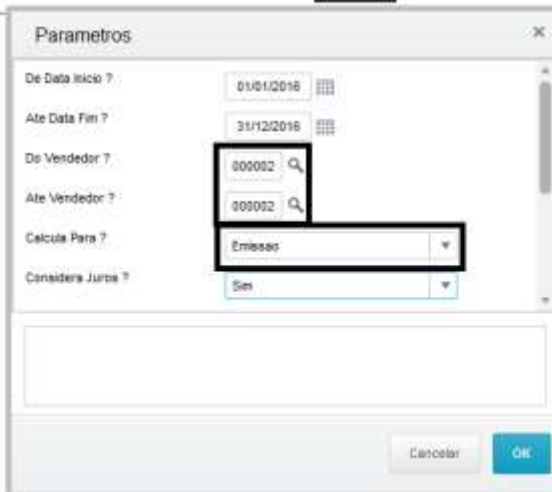 Parametros ×
De Data Inicio ? 01/01/2016
Ate Data Fim ? 31/12/2016
Do Vendedor ? 000002
Ate Vendedor ? 000002
Calcula Para ? Emissao
Considera Juros ? Sim
Cancelar OK